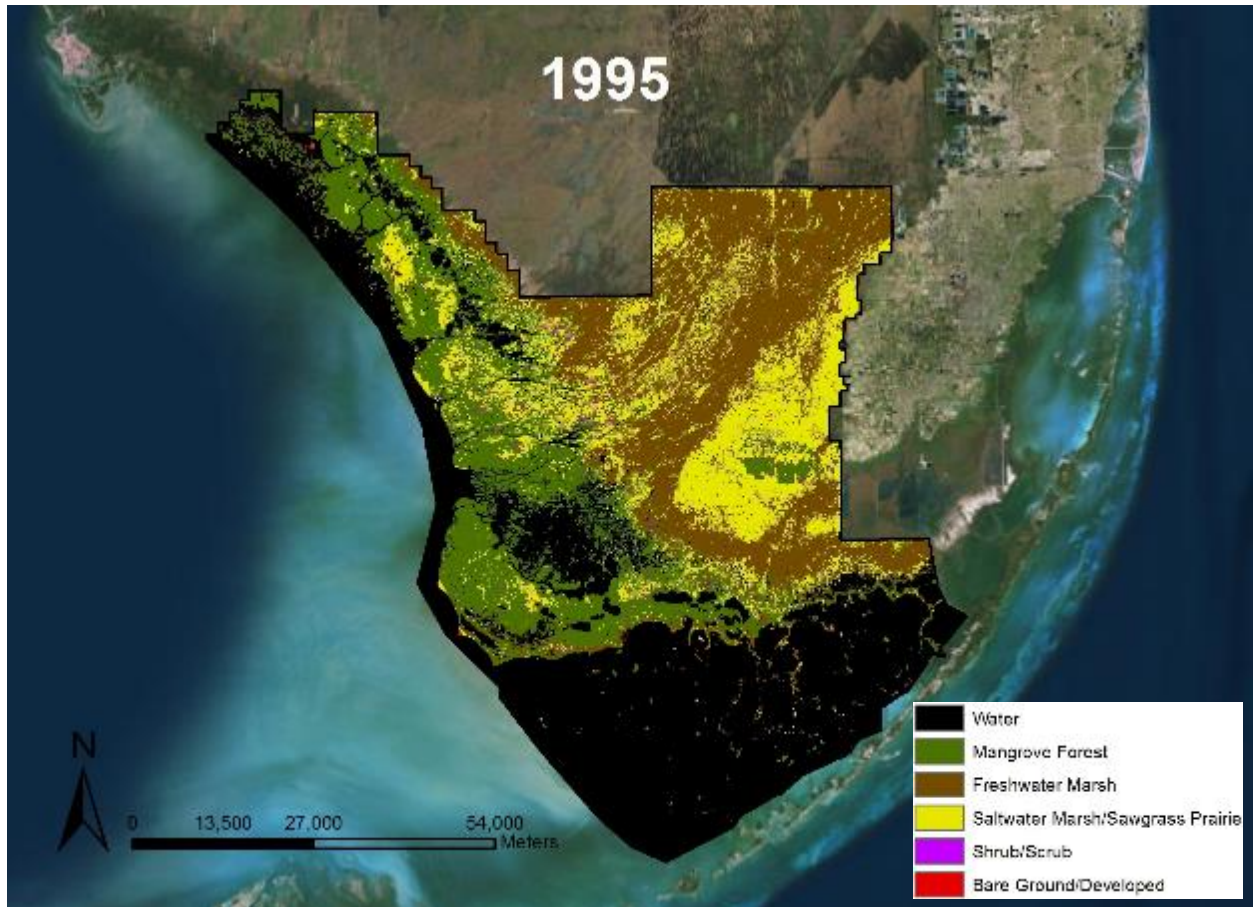 1995
N
0 13,500 27,000 54,000
Meters
Water
Mangrove Forest
Freshwater Marsh
Saltwater Marsh/Sawgrass Prairie
Shrub/Scrub
Bare Ground/Developed